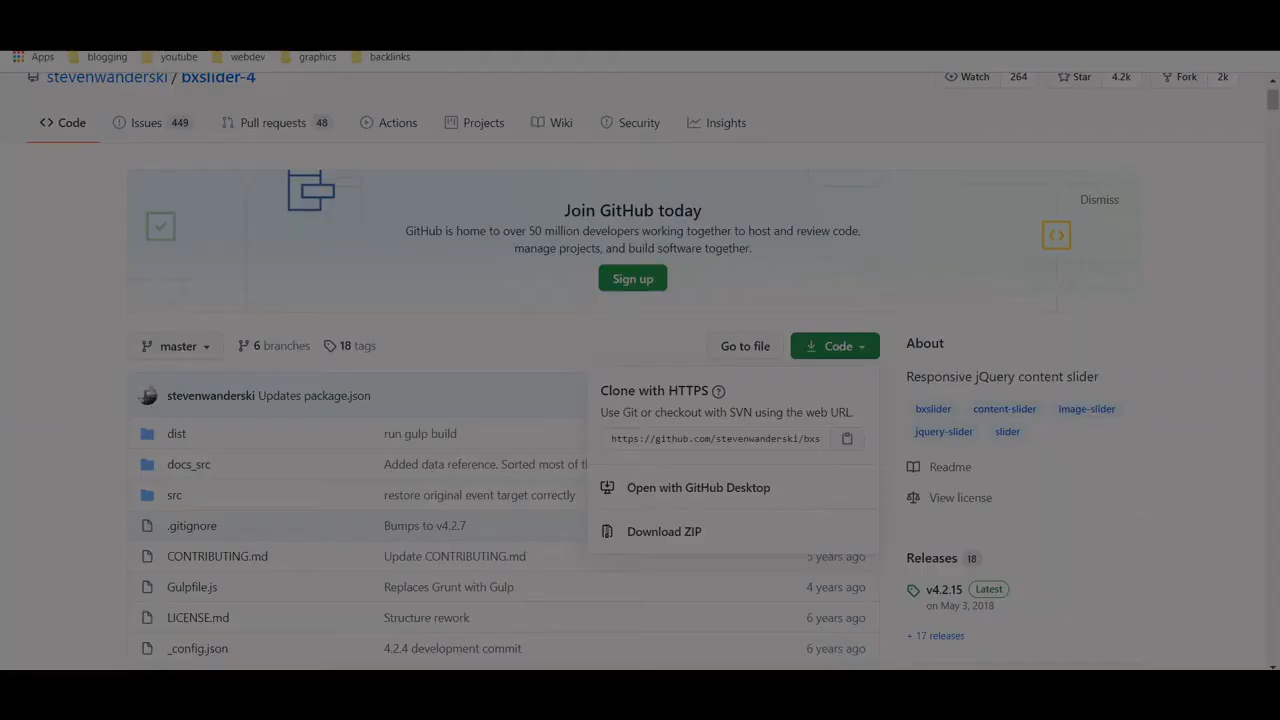 Apps blogging youtube webdev graphics backlinks
stevenwanderski / bxslider-4 Watch 264 Star 4.2k Fork 2k
Code Issues 449 Pull requests 48 Actions Projects Wiki Security Insights
Dismiss
Join GitHub today
GitHub is home to over 50 million developers working together to host and review code,
manage projects, and build software together.
Sign up
master 6 branches 18 tags Go to file Code
About
Responsive jQuery content slider
bxslider content-slider image-slider
jquery-slider slider
Readme
View license
Releases 18
v4.2.15 Latest
on May 3, 2018
+ 17 releases
stevenwanderski Updates package.json
dist run gulp build
docs_src Added data reference. Sorted most of t
src restore original event target correctly
.gitignore Bumps to v4.2.7
CONTRIBUTING.md Update CONTRIBUTING.md 5 years ago
Gulpfile.js Replaces Grunt with Gulp 4 years ago
LICENSE.md Structure rework 6 years ago
_config.json 4.2.4 development commit 6 years ago
Clone with HTTPS
Use Git or checkout with SVN using the web URL.
https://github.com/stevenwanderski/bxs
Open with GitHub Desktop
Download ZIP